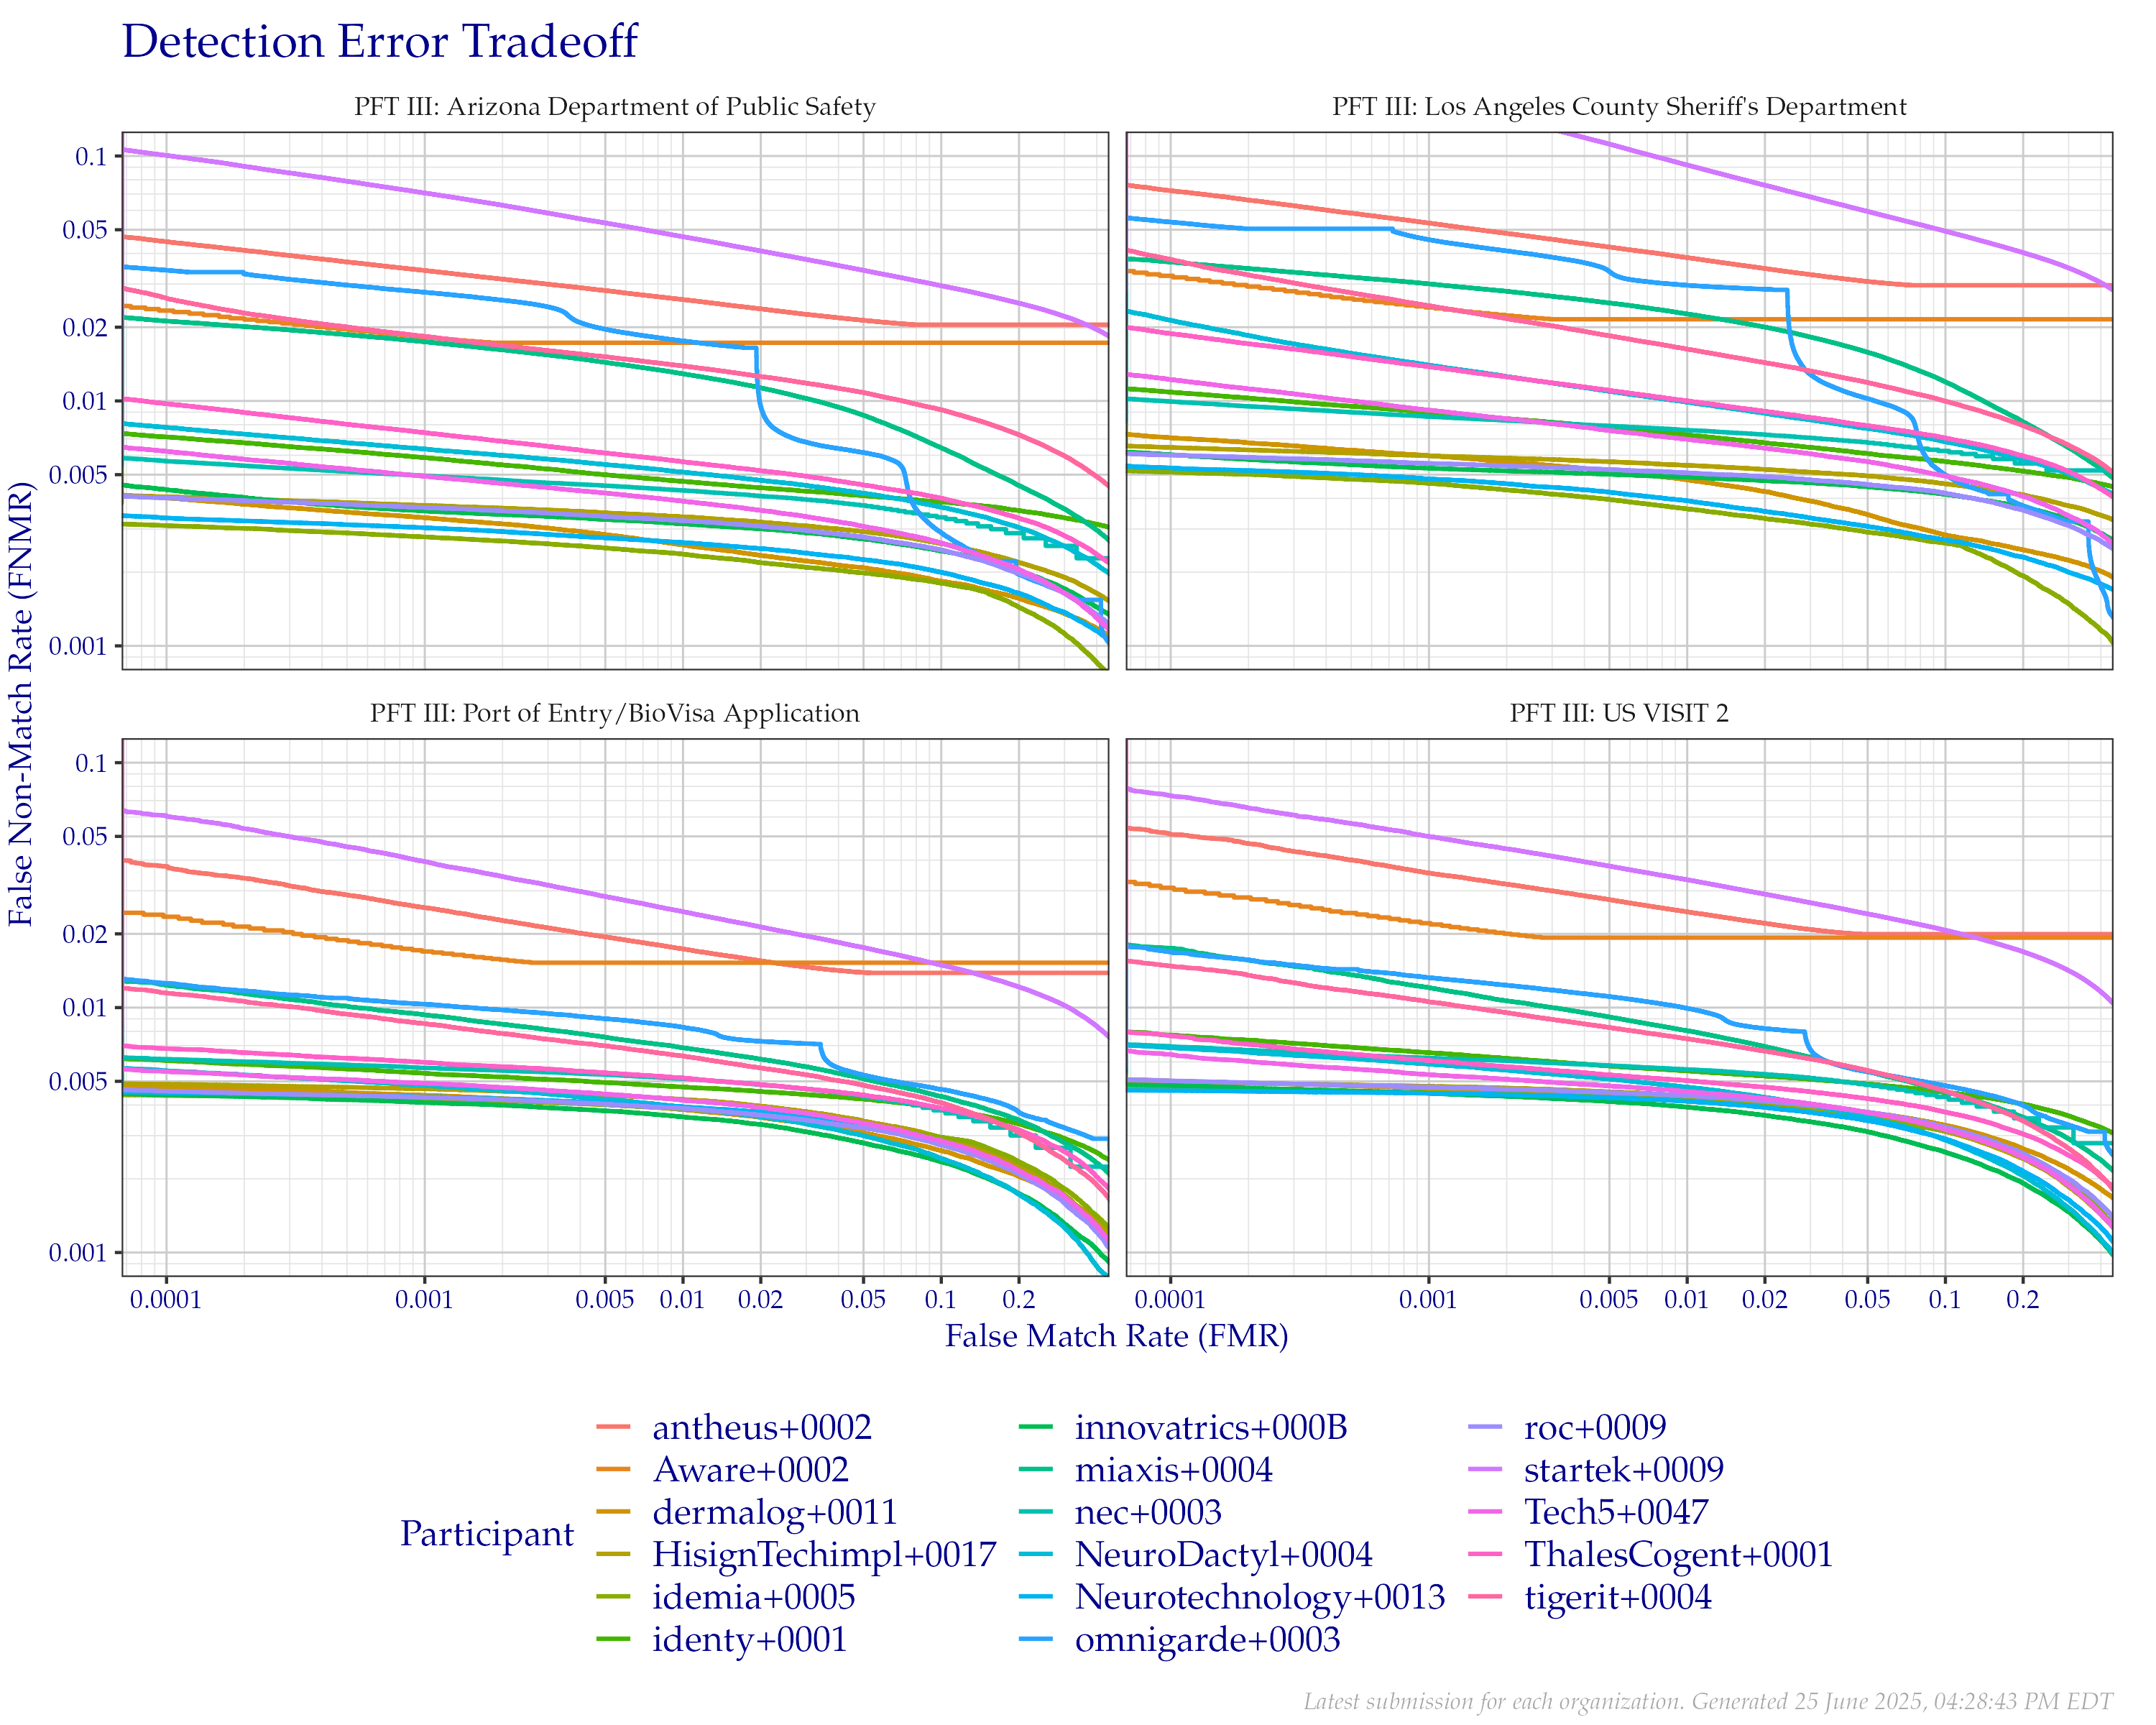 Detection Error Tradeoff
PFT III: Arizona Department of Public Safety
PFT III: Los Angeles County Sheriff's Department
0.1
0.05
0.02
0.01
0.005
0.001
False Non-Match Rate (FNMR)
PFT III: Port of Entry/BioVisa Application
PFT III: US VISIT 2
0.1
0.05
0.02
0.01
0.005
0.001
0.0001 0.001 0.005 0.01 0.02 0.05 0.1 0.2
0.0001 0.001 0.005 0.01 0.02 0.05 0.1 0.2
False Match Rate (FMR)
Participant
antheus+0002
Aware+0002
dermalog+0011
HisignTechimpl+0017
idemia+0005
identy+0001
innovatrics+000B
miaxis+0004
nec+0003
NeuroDactyl+0004
Neurotechnology+0013
omnigarde+0003
roc+0009
startek+0009
Tech5+0047
ThalesCogent+0001
tigerit+0004
Latest submission for each organization. Generated 25 June 2025, 04:28:43 PM EDT